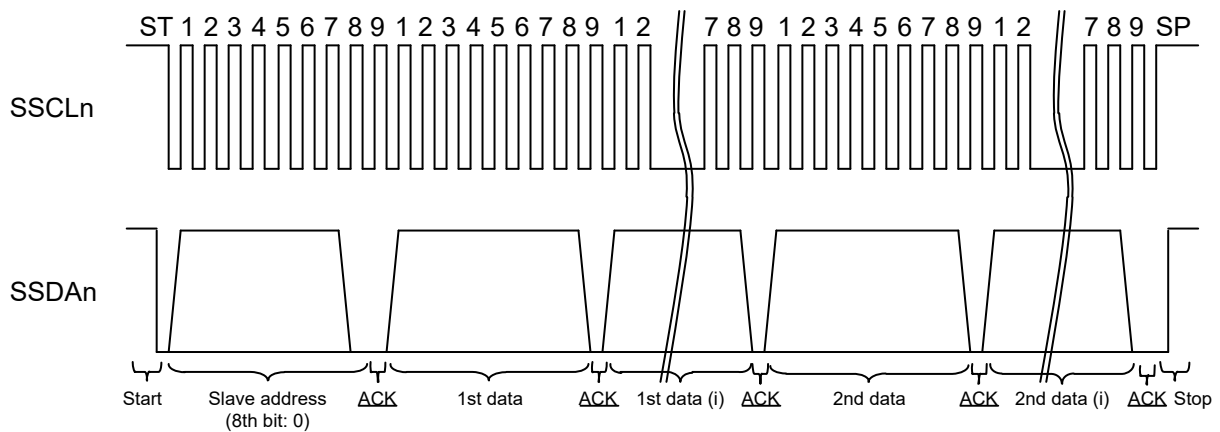 ST 1 2 3 4 5 6 7 8 9 1 2 3 4 5 6 7 8 9 1 2 7 8 9 1 2 3 4 5 6 7 8 9 1 2 7 8 9 SP
SSCLn
SSDAn
Start Slave address ACK 1st data ACK 1st data (i) ACK 2nd data ACK 2nd data (i) ACK Stop
(8th bit: 0)